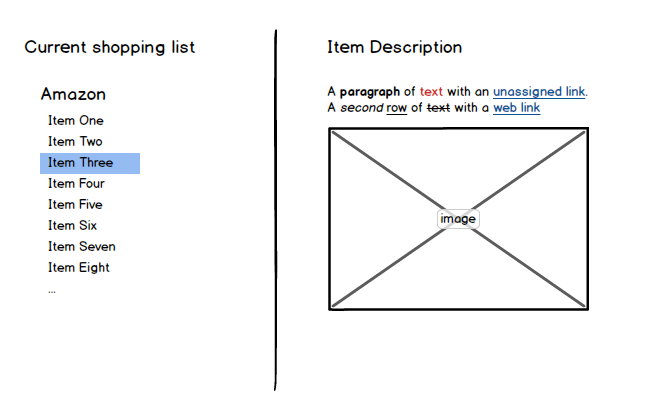 Current shopping list
Amazon
Item One
Item Two
Item Three
Item Four
Item Five
Item Six
Item Seven
Item Eight
...
Item Description
A paragraph of text with an unassigned link.
A second row of text with a web link
image